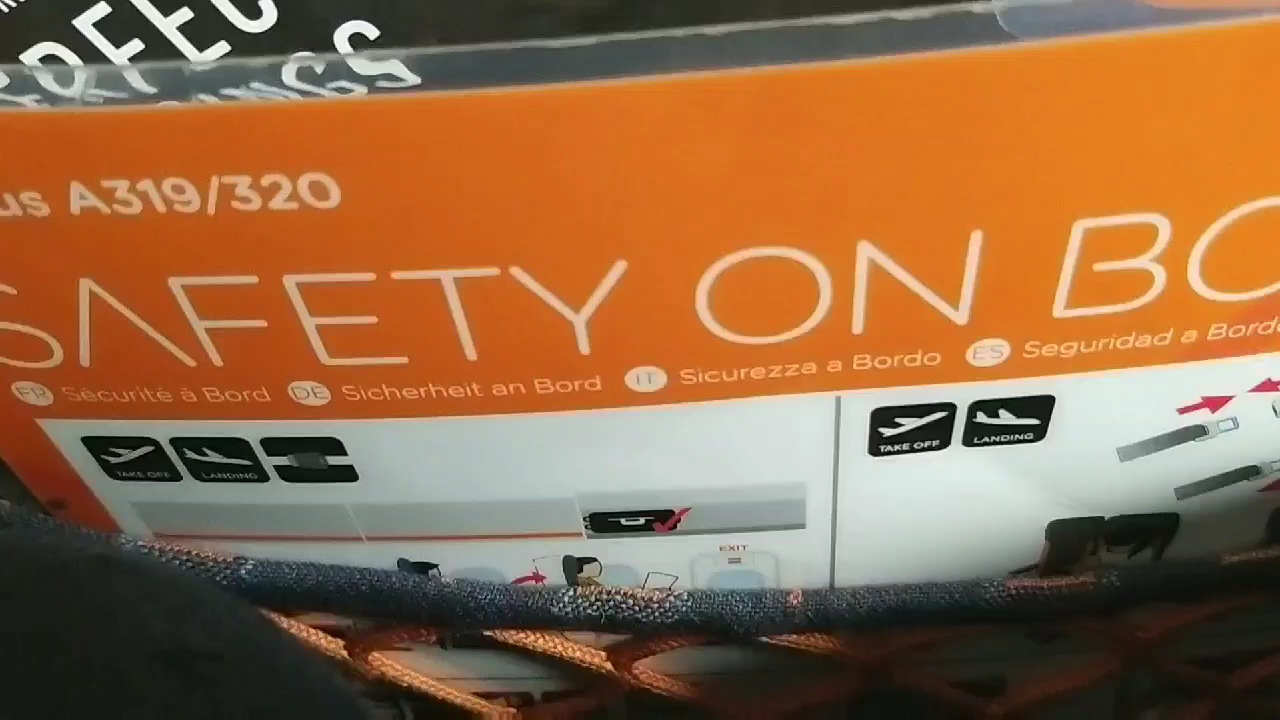 us A319/320
SAFETY ON BO
FR Sécurité à Bord DE Sicherheit an Bord IT Sicurezza a Bordo ES Seguridad a Bordo
TAKE OFF LANDING
TAKE OFF LANDING
EXIT